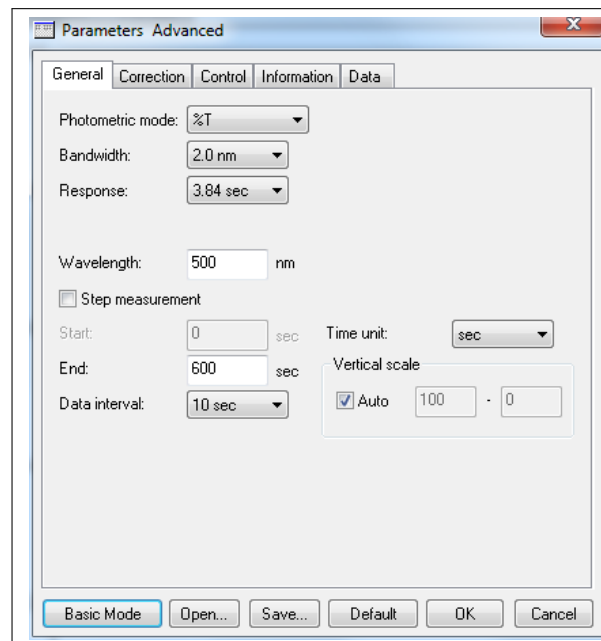 Parameters Advanced
General Correction Control Information Data
Photometric mode: %T
Bandwidth: 2.0 nm
Response: 3.84 sec
Wavelength: 500 nm
Step measurement
Start: 0 sec Time unit: sec
End: 600 sec Vertical scale
Data interval: 10 sec Auto 100 - 0
Basic Mode Open... Save... Default OK Cancel